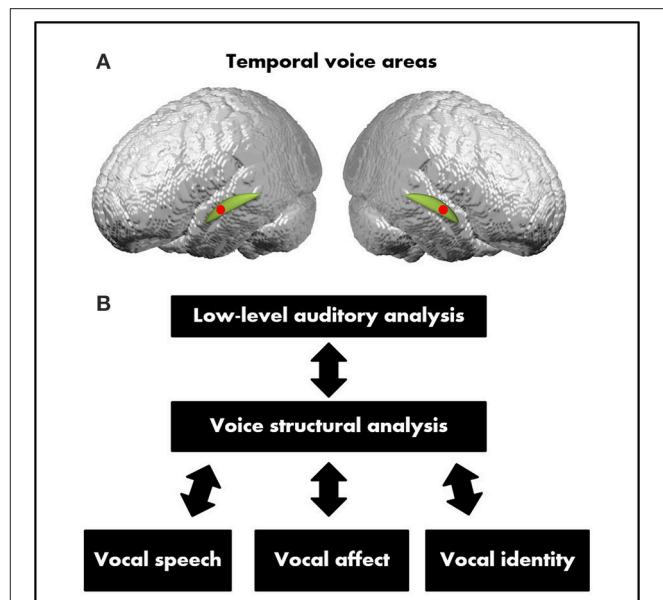 A
Temporal voice areas
B
Low-level auditory analysis
Voice structural analysis
Vocal speech
Vocal affect
Vocal identity